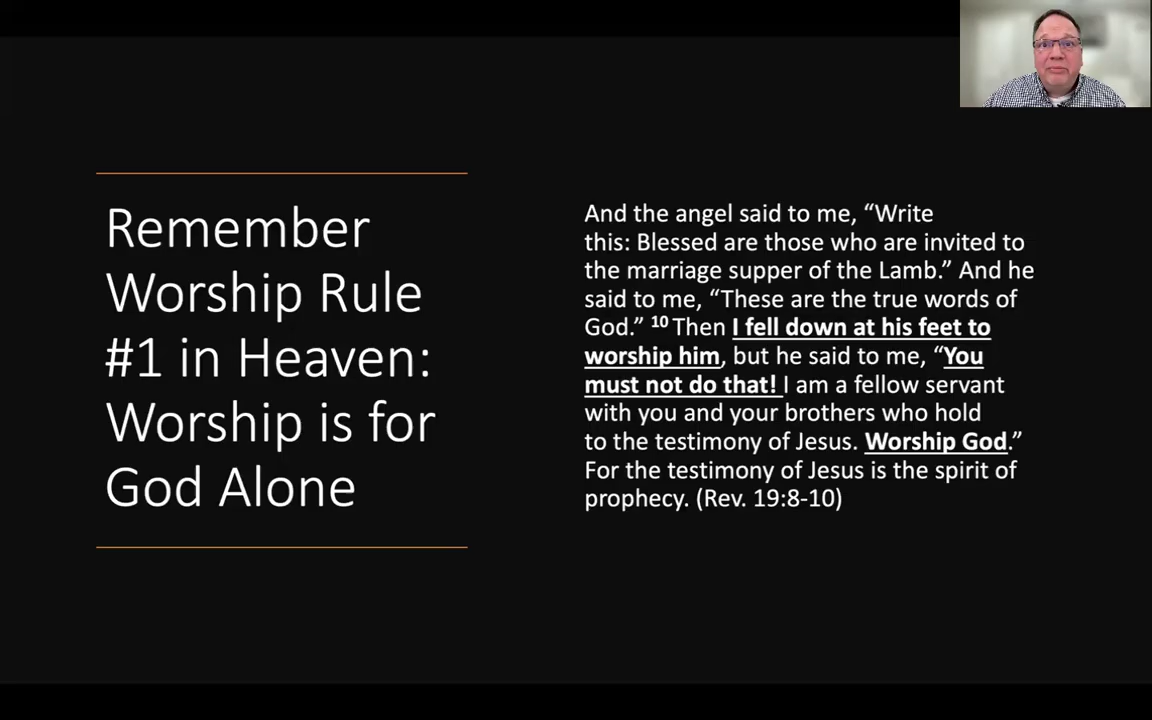 Remember
Worship Rule
#1 in Heaven:
Worship is for
God Alone
And the angel said to me, “Write
this: Blessed are those who are invited to
the marriage supper of the Lamb.” And he
said to me, “These are the true words of
God.” 10 Then I fell down at his feet to
worship him, but he said to me, “You
must not do that! I am a fellow servant
with you and your brothers who hold
to the testimony of Jesus. Worship God.”
For the testimony of Jesus is the spirit of
prophecy. (Rev. 19:8-10)